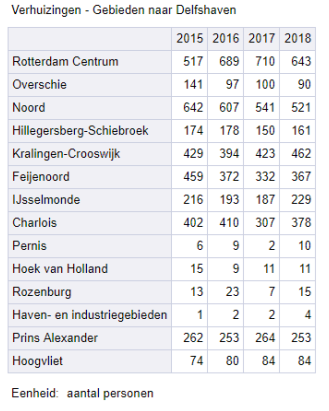 Verhuizingen - Gebieden naar Delfshaven
2015 2016 2017 2018
Rotterdam Centrum 517 689 710 643
Overschie 141 97 100 90
Noord 642 607 541 521
Hillegersberg-Schiebroek 174 178 150 161
Kralingen-Crooswijk 429 394 423 462
Feijenoord 459 372 332 367
IJsselmonde 216 193 187 229
Charlois 402 410 307 378
Pernis 6 9 2 10
Hoek van Holland 15 9 11 11
Rozenburg 13 23 7 15
Haven- en industriegebieden 1 2 2 4
Prins Alexander 262 253 264 253
Hoogvliet 74 80 84 84
Eenheid: aantal personen